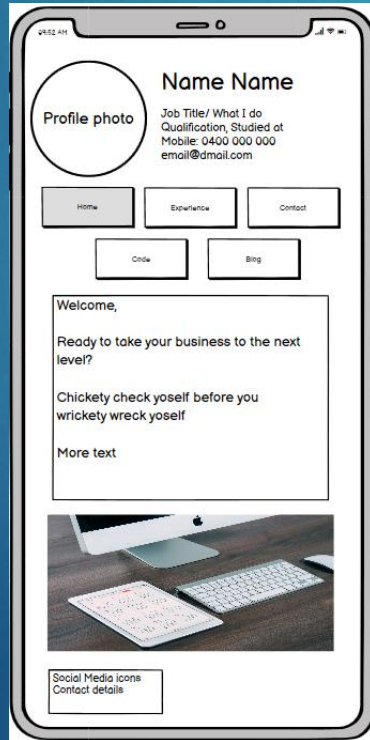 09:52 AM
Name Name
Profile photo
Job Title/ What I do
Qualification, Studied at
Mobile: 0400 000 000
email@dmail.com
Home
Experience
Contact
Code
Blog
Welcome,
Ready to take your business to the next
level?
Chickety check yoself before you
wrickety wreck yoself
More text
Social Media icons
Contact details